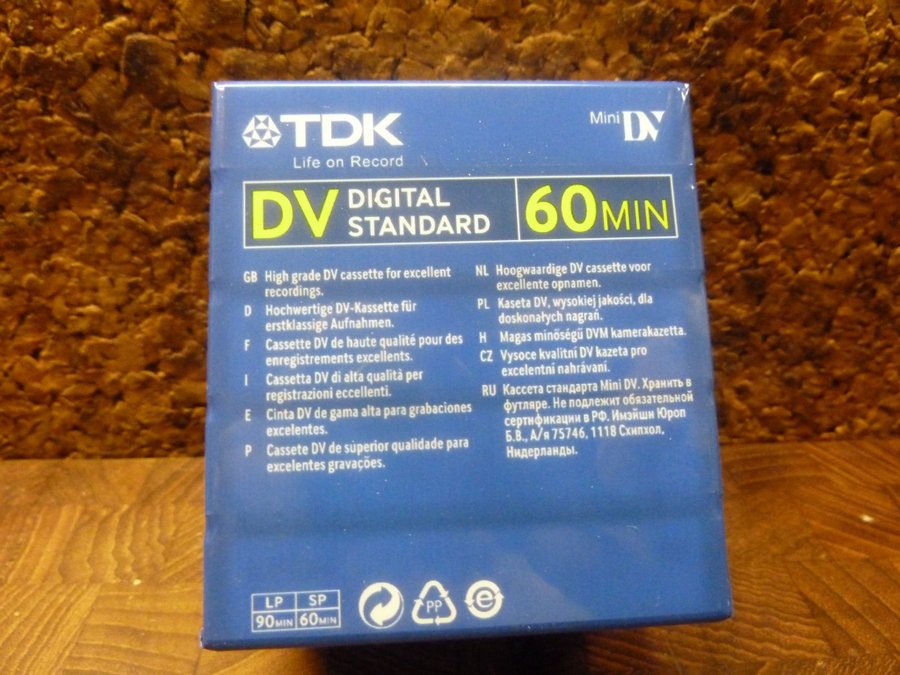 TDK
Life on Record
Mini DV
DV DIGITAL STANDARD 60MIN
GB High grade DV cassette for excellent
recordings.
D Hochwertige DV-Kassette für
erstklassige Aufnahmen.
F Cassette DV de haute qualité pour des
enregistrements excellents.
I Cassetta DV di alta qualità per
registrazioni eccellenti.
E Cinta DV de gama alta para grabaciones
excelentes.
P Cassete DV de superior qualidade para
excelentes gravações.
NL Hoogwaardige DV cassette voor
excellente opnamen.
PL Kaseta DV, wysokiej jakości, dla
doskonałych nagrań.
H Magas minőségű DVM kamerakazetta.
CZ Vysoce kvalitní DV kazeta pro
excelentní nahrávaní.
RU Кассета стандарта Mini DV. Хранить в
футляре. Не подлежит обязательной
сертификации в РФ. Имэйшн Юроп
Б.В., А/я 75746, 1118 Схипхол,
Нидерланды.
LP SP
90MIN 60MIN
PP
e